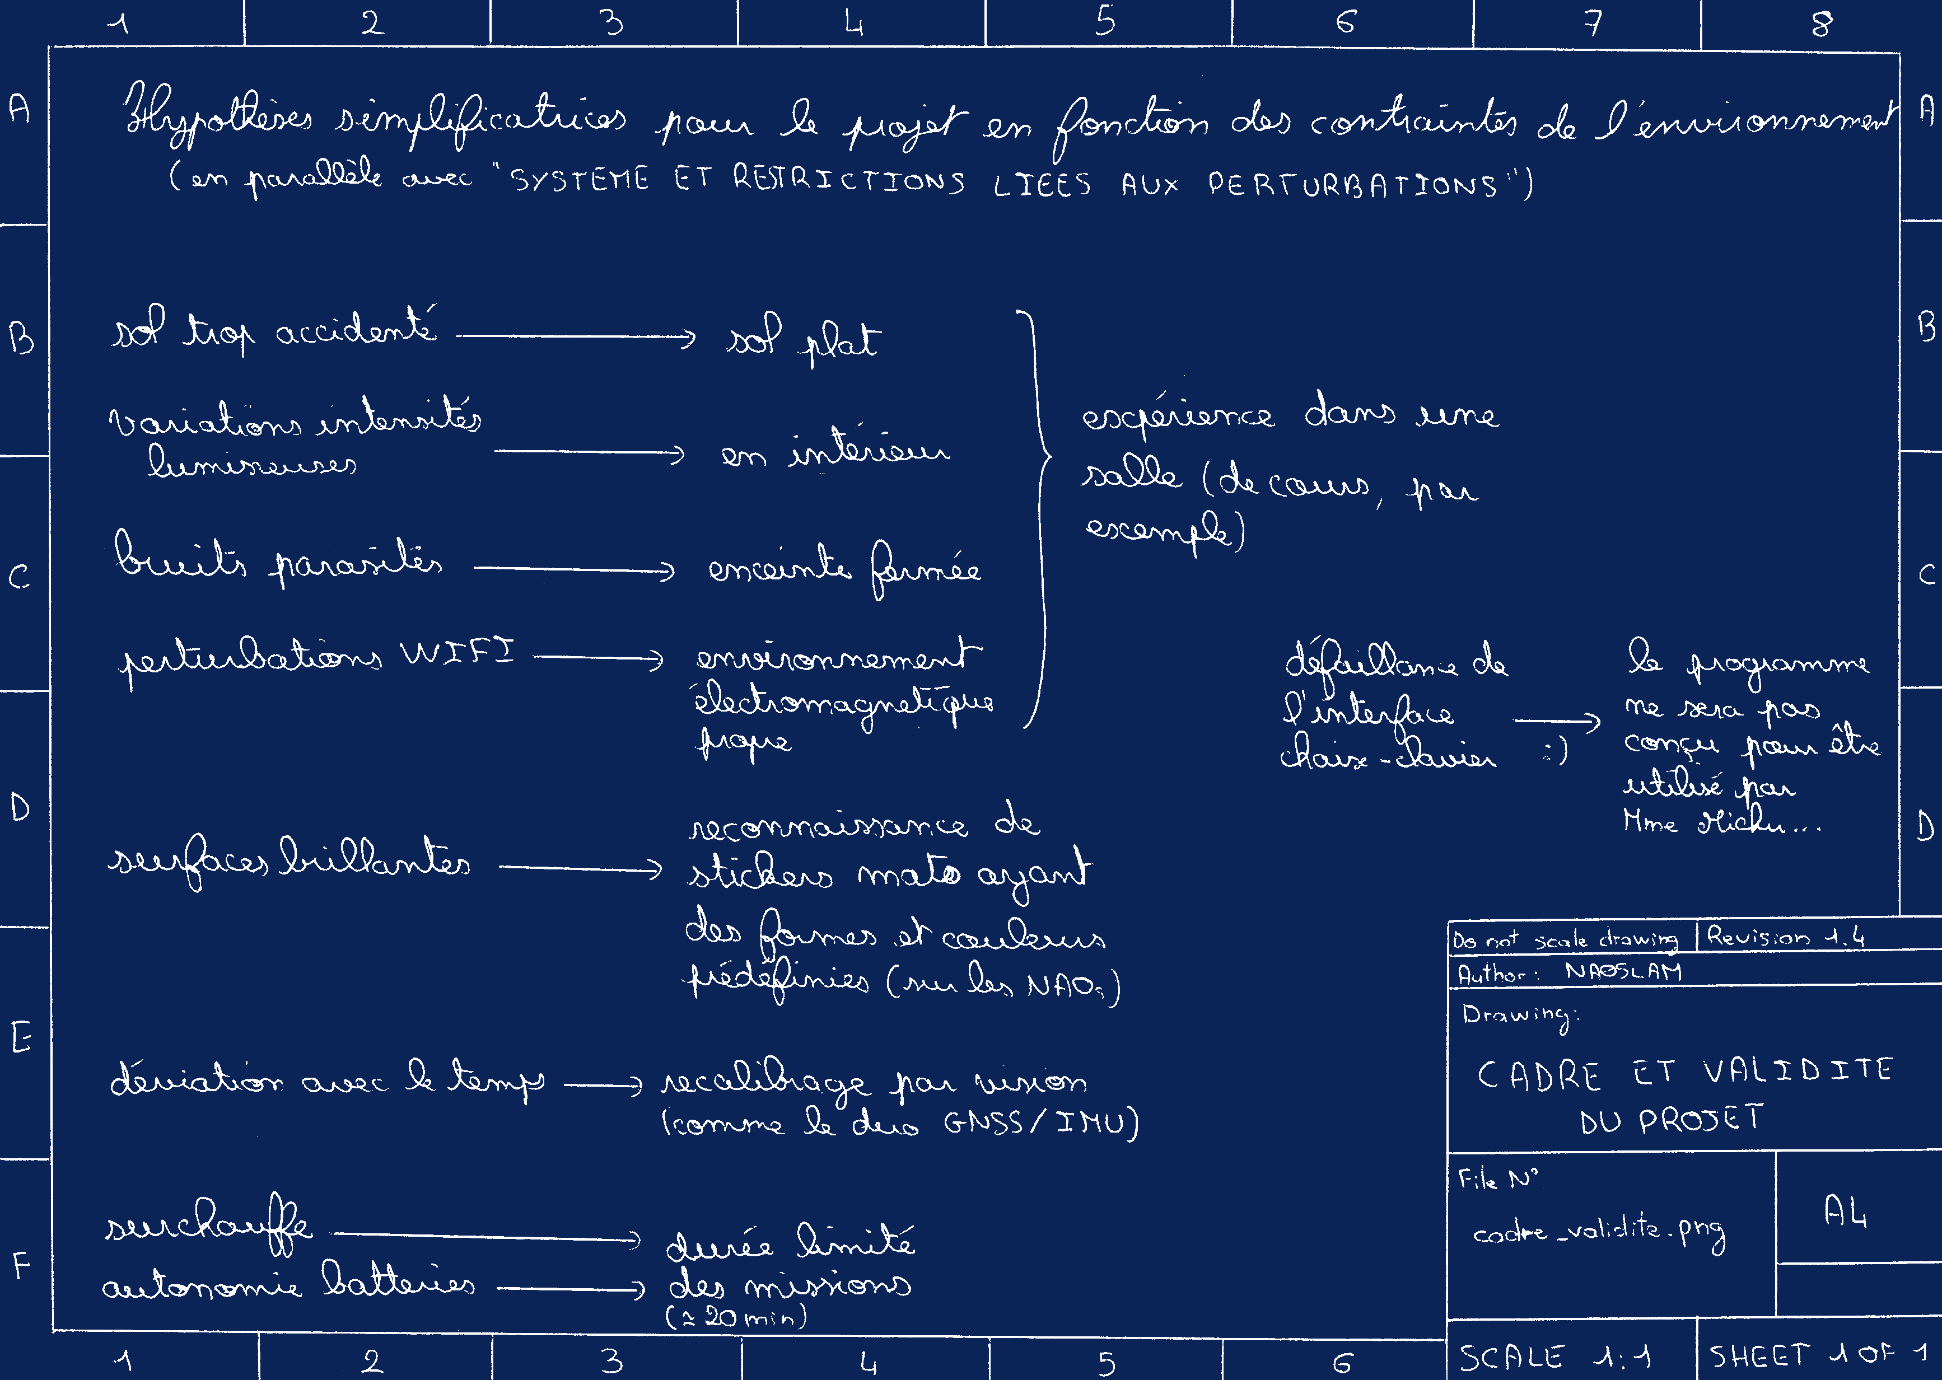 1 2 3 4 5 6 7 8
A A
Hypothèses simplificatrices pour le projet en fonction des contraintes de l'environnement
(en parallèle avec "SYSTEME ET RESTRICTIONS LIEES AUX PERTURBATIONS")
B B
sol trop accidenté → sol plat
variations intensités
lumineuses → en intérieur
bruits parasités → enceinte fermée
perturbations WIFI → environnement
électromagnétique
propre
expérience dans une
salle (de cours, par
exemple)
C C
défaillance de
l'interface
chaix-clavier :)
→ le programme
ne sera pas
conçu pour être
utilisé par
Mme Michu...
D D
surfaces brillantes → reconnaissance de
stickers mats ayant
des formes et couleurs
prédéfinies (sur les NAOs)
E
déviation avec le temps → recalibrage par vision
(comme le duo GNSS/IMU)
F
surchauffe → durée limité
autonomie batteries → des missions
(≃ 20 min)
1 2 3 4 5 6
Do not scale drawing Revision 1.4
Author: NAOSLAM
Drawing:
CADRE ET VALIDITE
DU PROJET
File N°
cadre_validite.png
A4
SCALE 1:1 SHEET 1 OF 1